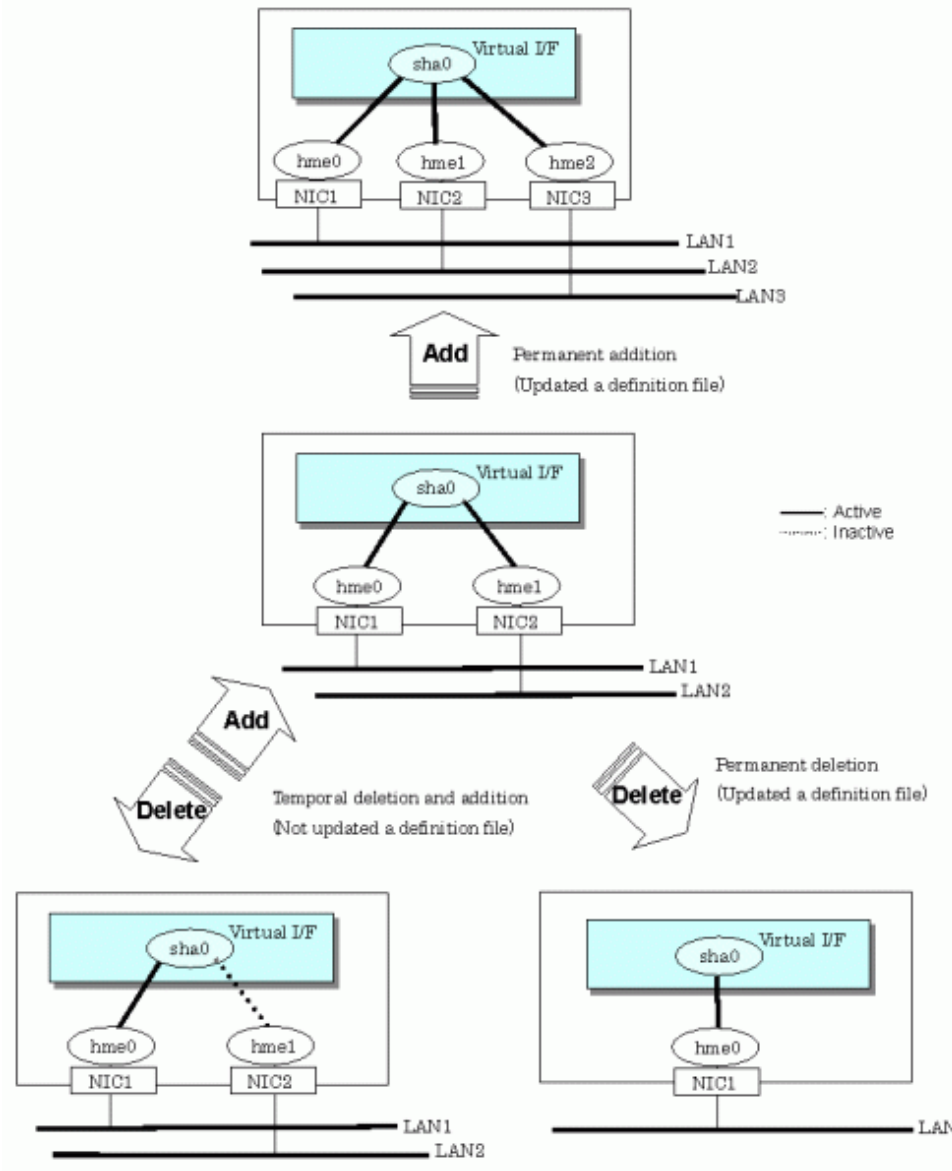 Virtual I/F
sha0
hme0 hme1 hme2
NIC1 NIC2 NIC3
LAN1
LAN2
LAN3
Add
Permanent addition
(Updated a definition file)
Virtual I/F
sha0
: Active
: Inactive
hme0 hme1
NIC1 NIC2
LAN1
LAN2
Add
Delete
Temporal deletion and addition
(Not updated a definition file)
Delete
Permanent deletion
(Updated a definition file)
Virtual I/F
sha0
hme0 hme1
NIC1 NIC2
LAN1
LAN2
Virtual I/F
sha0
hme0
NIC1
LAN